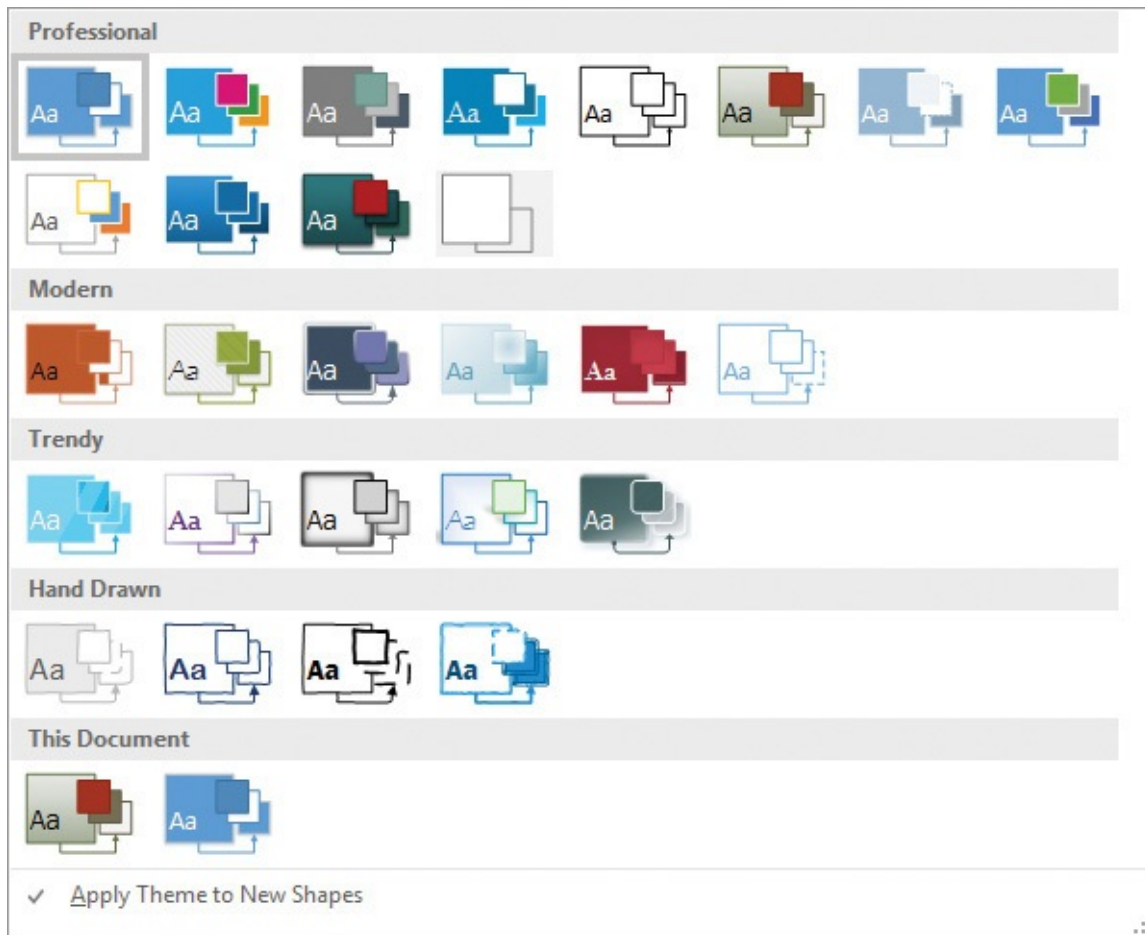 Professional
Aa Aa Aa Aa Aa Aa Aa Aa
Aa Aa Aa
Modern
Aa Aa Aa Aa Aa Aa
Trendy
Aa Aa Aa Aa Aa
Hand Drawn
Aa Aa Aa Aa
This Document
Aa Aa
Apply Theme to New Shapes